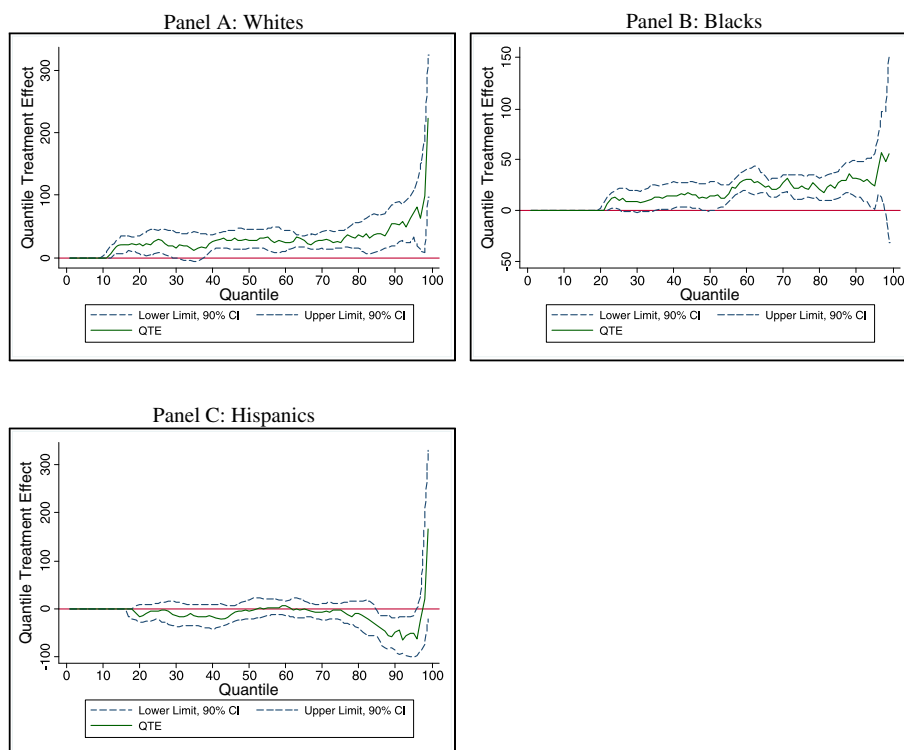 Panel A: Whites
Quantile Treatment Effect
300
200
100
0
0 10 20 30 40 50 60 70 80 90 100
Quantile
Lower Limit, 90% CI Upper Limit, 90% CI
QTE
Panel B: Blacks
Quantile Treatment Effect
150
100
50
0
-50
0 10 20 30 40 50 60 70 80 90 100
Quantile
Lower Limit, 90% CI Upper Limit, 90% CI
QTE
Panel C: Hispanics
Quantile Treatment Effect
300
200
100
0
-100
0 10 20 30 40 50 60 70 80 90 100
Quantile
Lower Limit, 90% CI Upper Limit, 90% CI
QTE